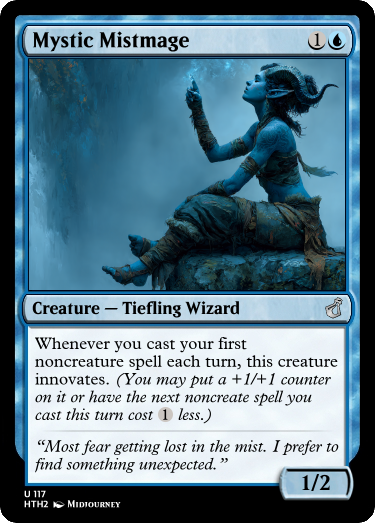 Mystic Mistmage 1
Creature — Tiefling Wizard
Whenever you cast your first
noncreature spell each turn, this creature
innovates. (You may put a +1/+1 counter
on it or have the next noncreate spell you
cast this turn cost 1 less.)
“Most fear getting lost in the mist. I prefer to
find something unexpected.”
1/2
U 117
HTH2 Midjourney